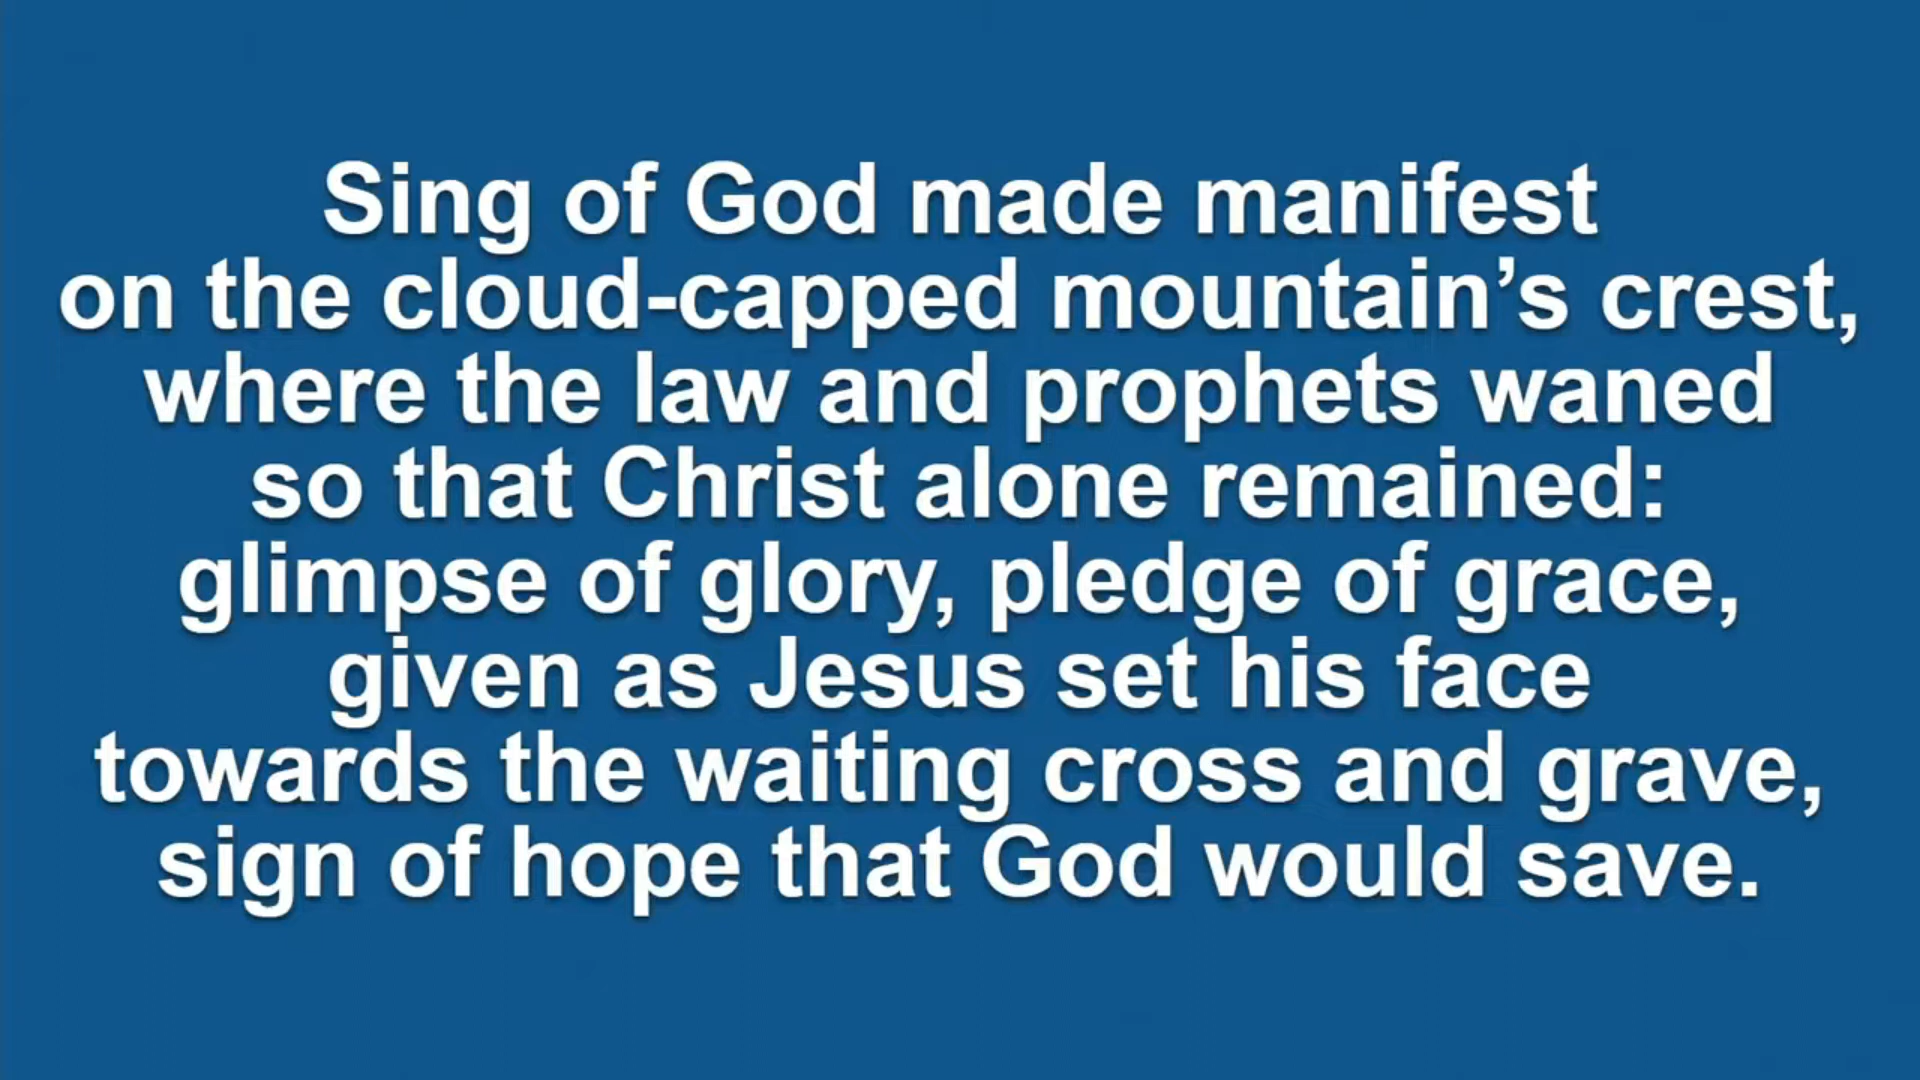 Sing of God made manifest
on the cloud-capped mountain’s crest,
where the law and prophets waned
so that Christ alone remained:
glimpse of glory, pledge of grace,
given as Jesus set his face
towards the waiting cross and grave,
sign of hope that God would save.